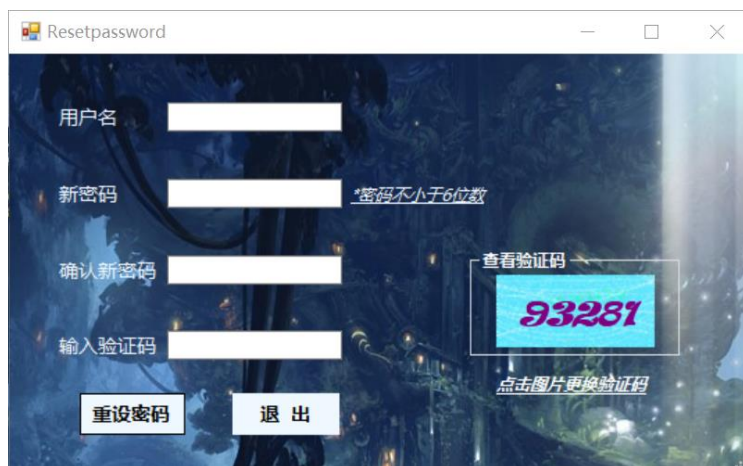 Resetpassword
用户名
新密码 *密码不小于6位数
确认新密码
查看验证码
93281
输入验证码
点击图片更换验证码
重设密码 退 出